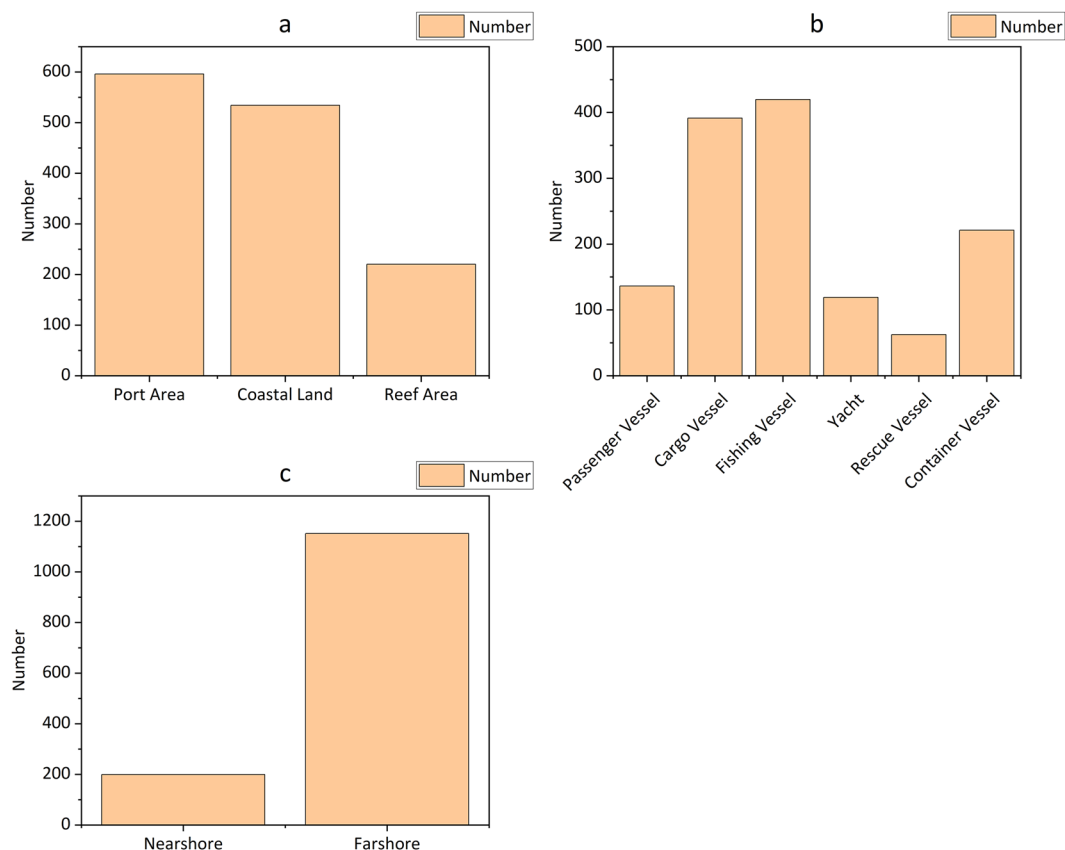 a
Number
600
500
400
300
200
100
0
Number
Port Area
Coastal Land
Reef Area
b
Number
500
400
300
200
100
0
Number
Passenger Vessel
Cargo Vessel
Fishing Vessel
Yacht
Rescue Vessel
Container Vessel
c
Number
1200
1000
800
600
400
200
0
Number
Nearshore
Farshore